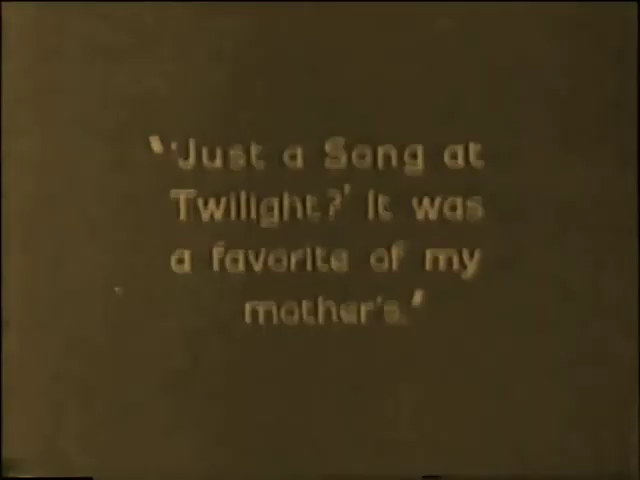 "'Just a Song at
Twilight?' It was
a favorite of my
mother's."